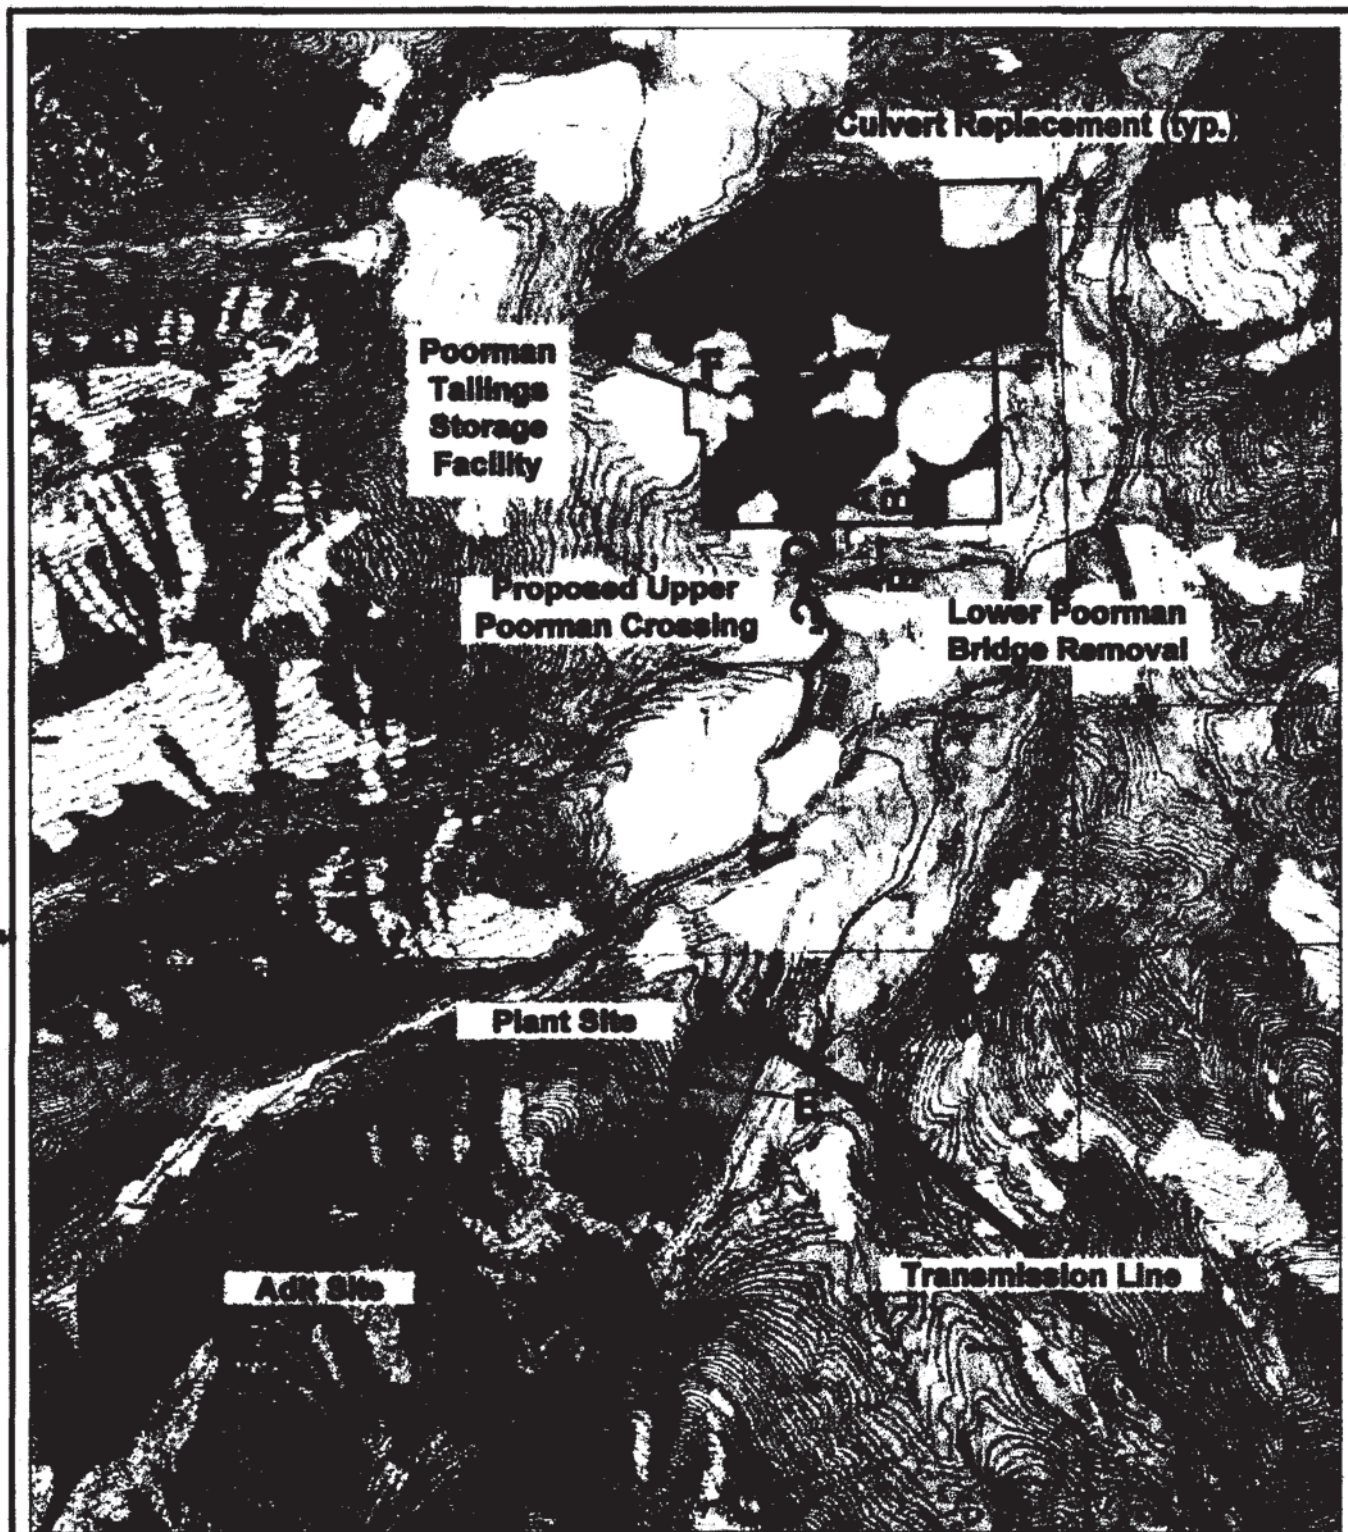 Culvert Replacement (typ.)
Poorman
Tailings
Storage
Facility
Proposed Upper
Poorman Crossing
Lower Poorman
Bridge Removal
Plant Site
B
Adit Site
Transmission Line